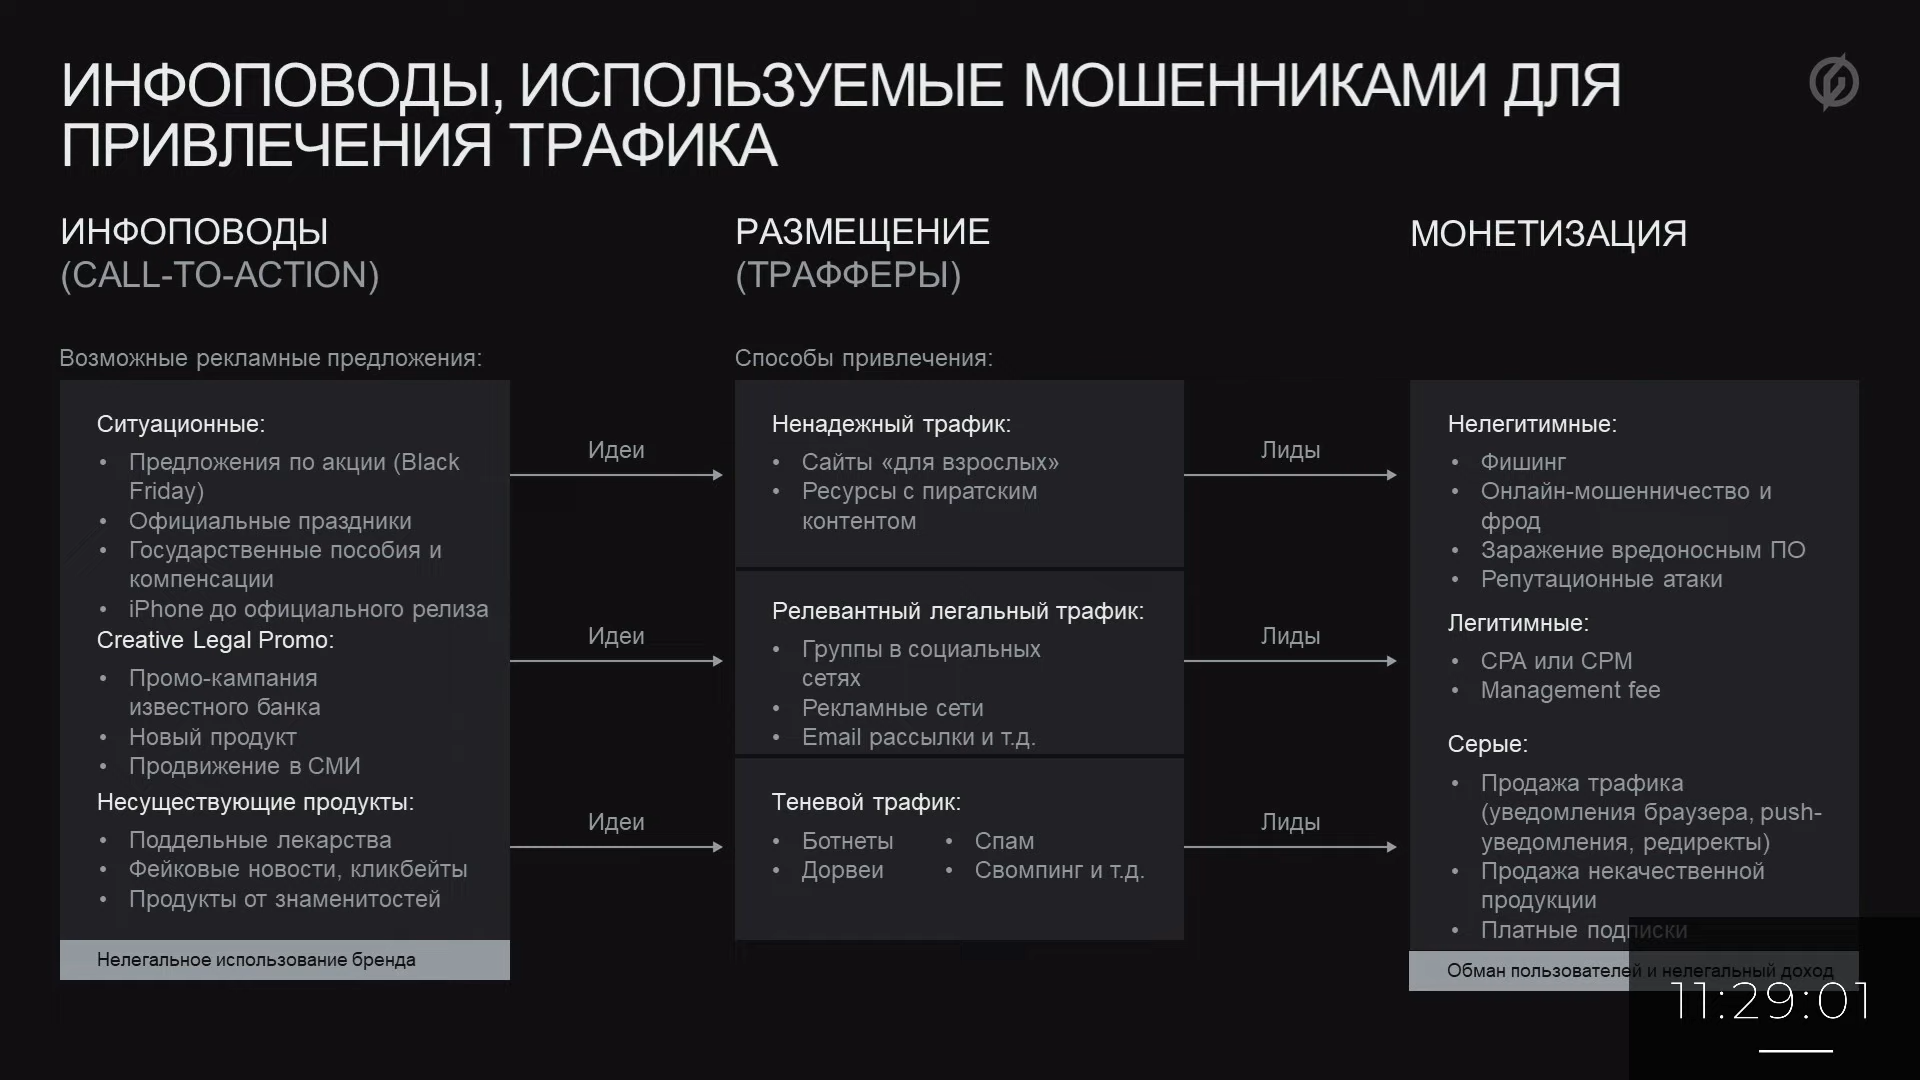 ИНФОПОВОДЫ, ИСПОЛЬЗУЕМЫЕ МОШЕННИКАМИ ДЛЯ
ПРИВЛЕЧЕНИЯ ТРАФИКА
ИНФОПОВОДЫ
(CALL-TO-ACTION)
Возможные рекламные предложения:
Ситуационные:
• Предложения по акции (Black
Friday)
• Официальные праздники
• Государственные пособия и
компенсации
• iPhone до официального релиза
Creative Legal Promo:
• Промо-кампания
известного банка
• Новый продукт
• Продвижение в СМИ
Несуществующие продукты:
• Поддельные лекарства
• Фейковые новости, кликбейты
• Продукты от знаменитостей
Нелегальное использование бренда
Идеи
Идеи
Идеи
РАЗМЕЩЕНИЕ
(ТРАФФЕРЫ)
Способы привлечения:
Ненадежный трафик:
• Сайты «для взрослых»
• Ресурсы с пиратским
контентом
Релевантный легальный трафик:
• Группы в социальных
сетях
• Рекламные сети
• Email рассылки и т.д.
Теневой трафик:
• Ботнеты
• Дорвеи
• Спам
• Свомпинг и т.д.
Лиды
Лиды
Лиды
МОНЕТИЗАЦИЯ
Нелегитимные:
• Фишинг
• Онлайн-мошенничество и
фрод
• Заражение вредоносным ПО
• Репутационные атаки
Легитимные:
• CPA или CPM
• Management fee
Серые:
• Продажа трафика
(уведомления браузера, push-
уведомления, редиректы)
• Продажа некачественной
продукции
• Платные подписки
Обман пользователей и нелегальный доход
11:29:01